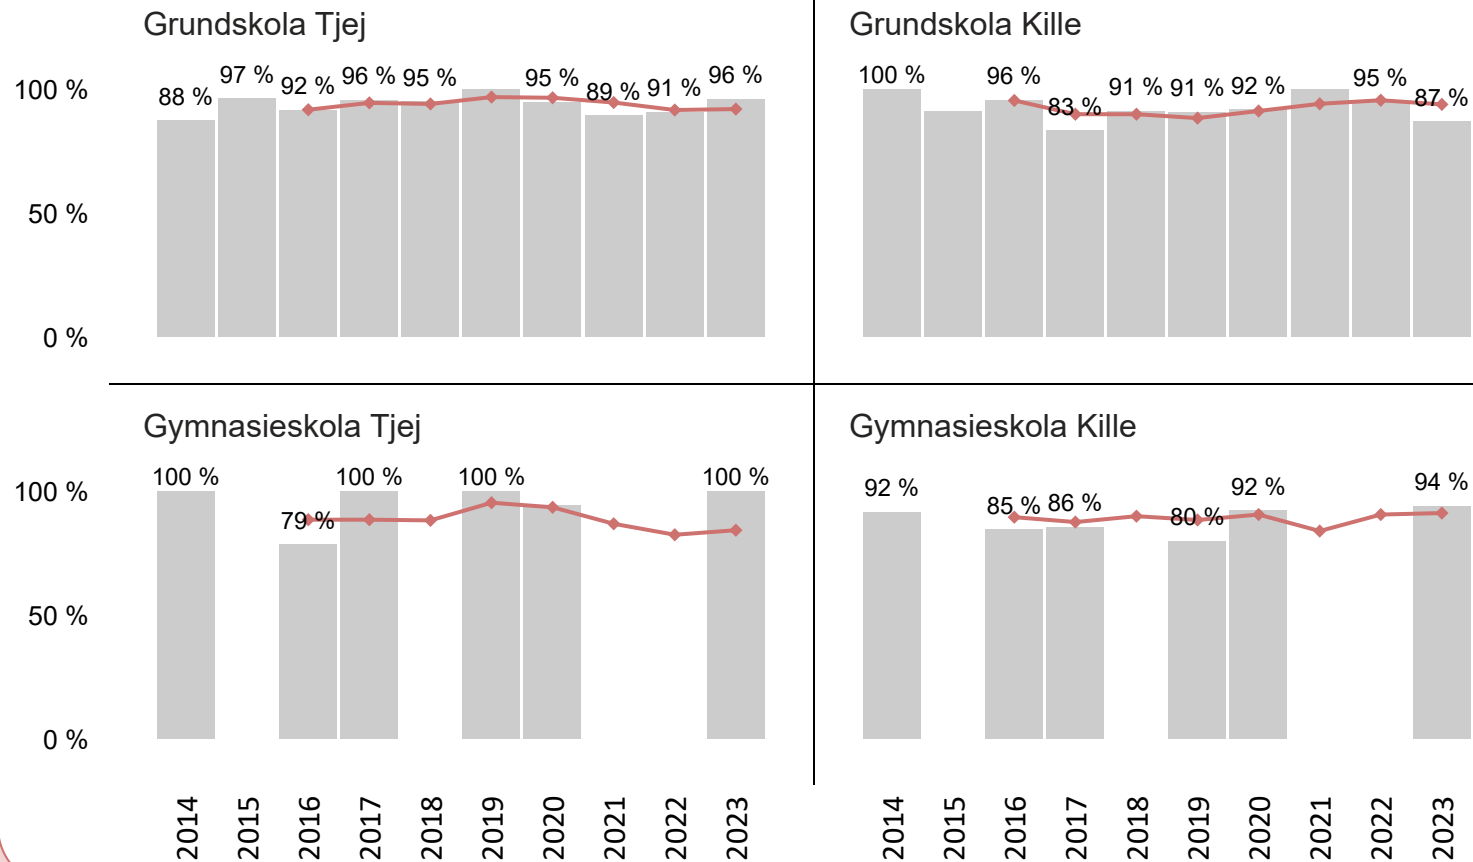 Grundskola Tjej
Grundskola Kille
100 %
50 %
0 %
88 % 97 % 92 % 96 % 95 % 95 % 89 % 91 % 96 %
100 % 96 % 83 % 91 % 91 % 92 % 95 % 87 %
Gymnasieskola Tjej
Gymnasieskola Kille
100 %
50 %
0 %
100 % 79 % 100 % 100 % 100 %
92 % 85 % 86 % 80 % 92 % 94 %
2014 2015 2016 2017 2018 2019 2020 2021 2022 2023
2014 2015 2016 2017 2018 2019 2020 2021 2022 2023